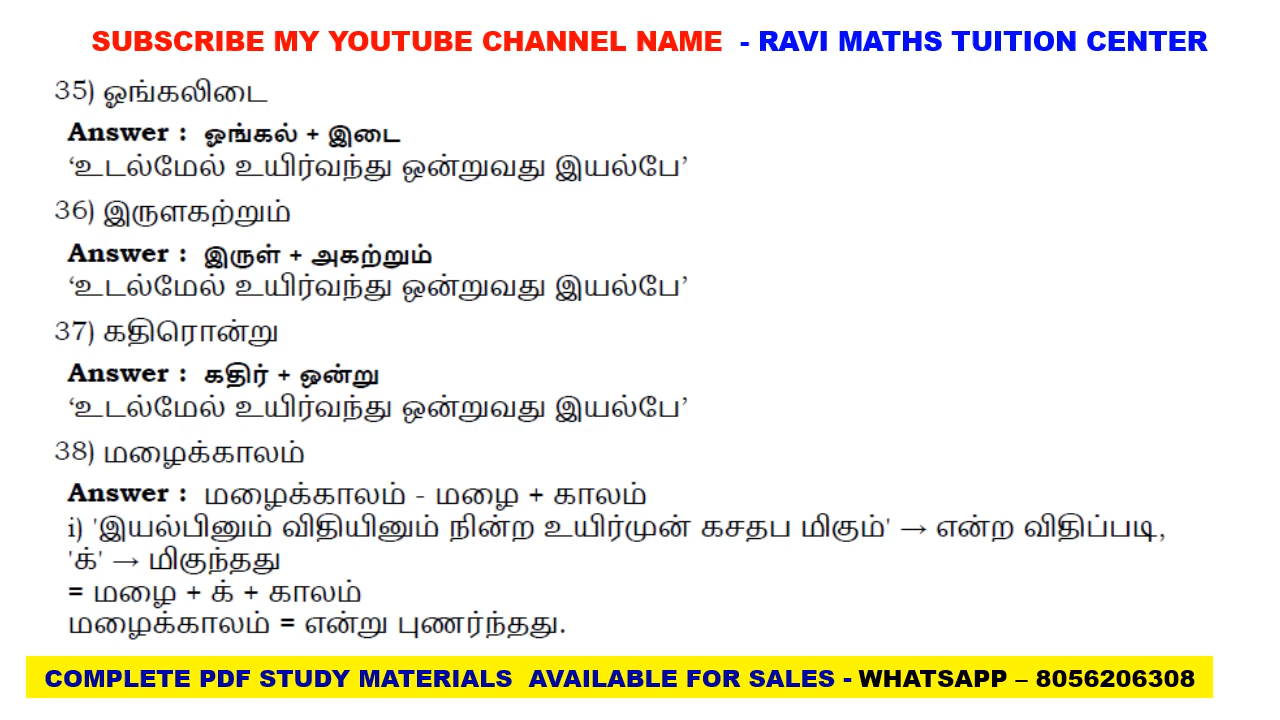 SUBSCRIBE MY YOUTUBE CHANNEL NAME - RAVI MATHS TUITION CENTER
35) ஓங்கலிடை
Answer : ஓங்கல் + இடை
‘உடல்மேல் உயிர்வந்து ஒன்றுவது இயல்பே’
36) இருளகற்றும்
Answer : இருள் + அகற்றும்
‘உடல்மேல் உயிர்வந்து ஒன்றுவது இயல்பே’
37) கதிரொன்று
Answer : கதிர் + ஒன்று
‘உடல்மேல் உயிர்வந்து ஒன்றுவது இயல்பே’
38) மழைக்காலம்
Answer : மழைக்காலம் - மழை + காலம்
i) 'இயல்பினும் விதியினும் நின்ற உயிர்முன் கசதப மிகும்' → என்ற விதிப்படி,
'க்' → மிகுந்தது
= மழை + க் + காலம்
மழைக்காலம் = என்று புணர்ந்தது.
COMPLETE PDF STUDY MATERIALS AVAILABLE FOR SALES - WHATSAPP – 8056206308